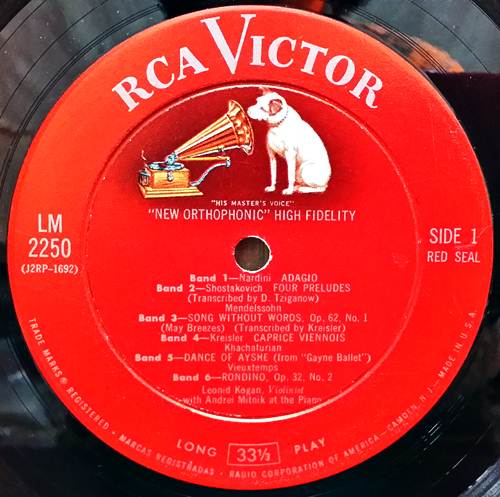 RCA VICTOR
"HIS MASTER'S VOICE"
"NEW ORTHOPHONIC" HIGH FIDELITY
LM
2250
(J2RP-1692)
SIDE 1
RED SEAL
Band 1—Nardini ADAGIO
Band 2—Shostakovich FOUR PRELUDES
(Transcribed by D. Tziganow)
Mendelssohn
Band 3—SONG WITHOUT WORDS, Op. 62, No. 1
(May Breezes) (Transcribed by Kreisler)
Band 4—Kreisler CAPRICE VIENNOIS
Khachaturian
Band 5—DANCE OF AYSHE (from "Gayne Ballet")
Vieuxtemps
Band 6—RONDINO, Op. 32, No. 2
Leonid Kogan, Violinist
with Andrei Mitnik at the Piano
LONG 33⅓ PLAY
TRADE MARKS ® REGISTERED • MARCAS REGISTRADAS • RADIO CORPORATION OF AMERICA—CAMDEN, N. J.—MADE IN U.S.A.